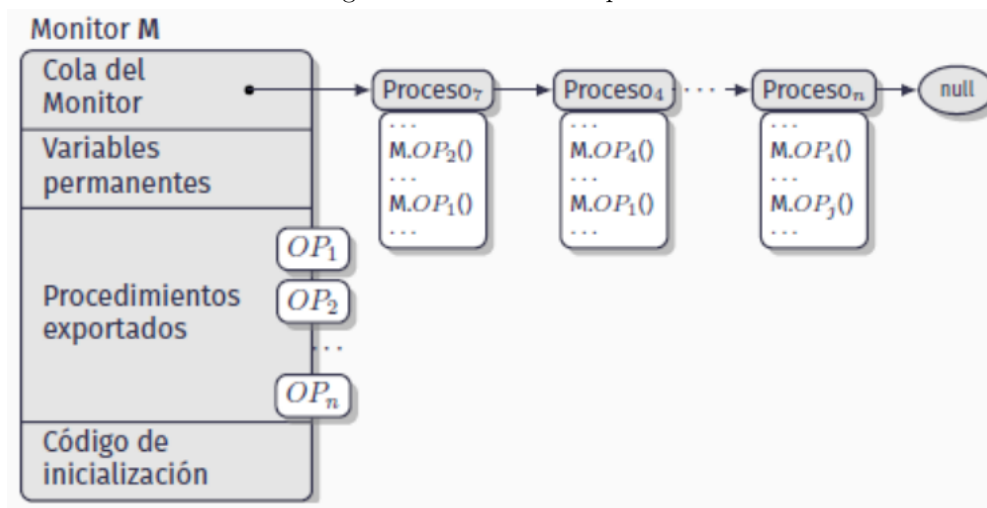 Monitor M
Cola del
Monitor
Proceso₇
Proceso₄
...
Procesoₙ
null
...
M.OP₂()
...
M.OP₁()
...
...
M.OP₄()
...
M.OP₁()
...
...
M.OPᵢ()
...
M.OPⱼ()
...
Variables
permanentes
Procedimientos
exportados
OP₁
OP₂
...
OPₙ
Código de
inicialización